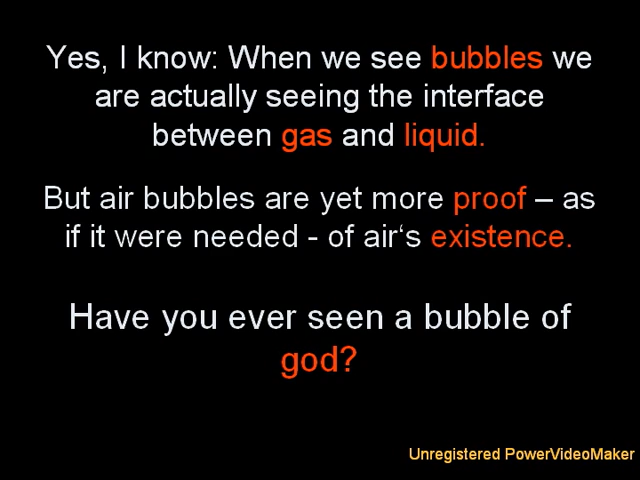 Yes, I know: When we see bubbles we
are actually seeing the interface
between gas and liquid.
But air bubbles are yet more proof – as
if it were needed - of air‘s existence.
Have you ever seen a bubble of
god?
Unregistered PowerVideoMaker